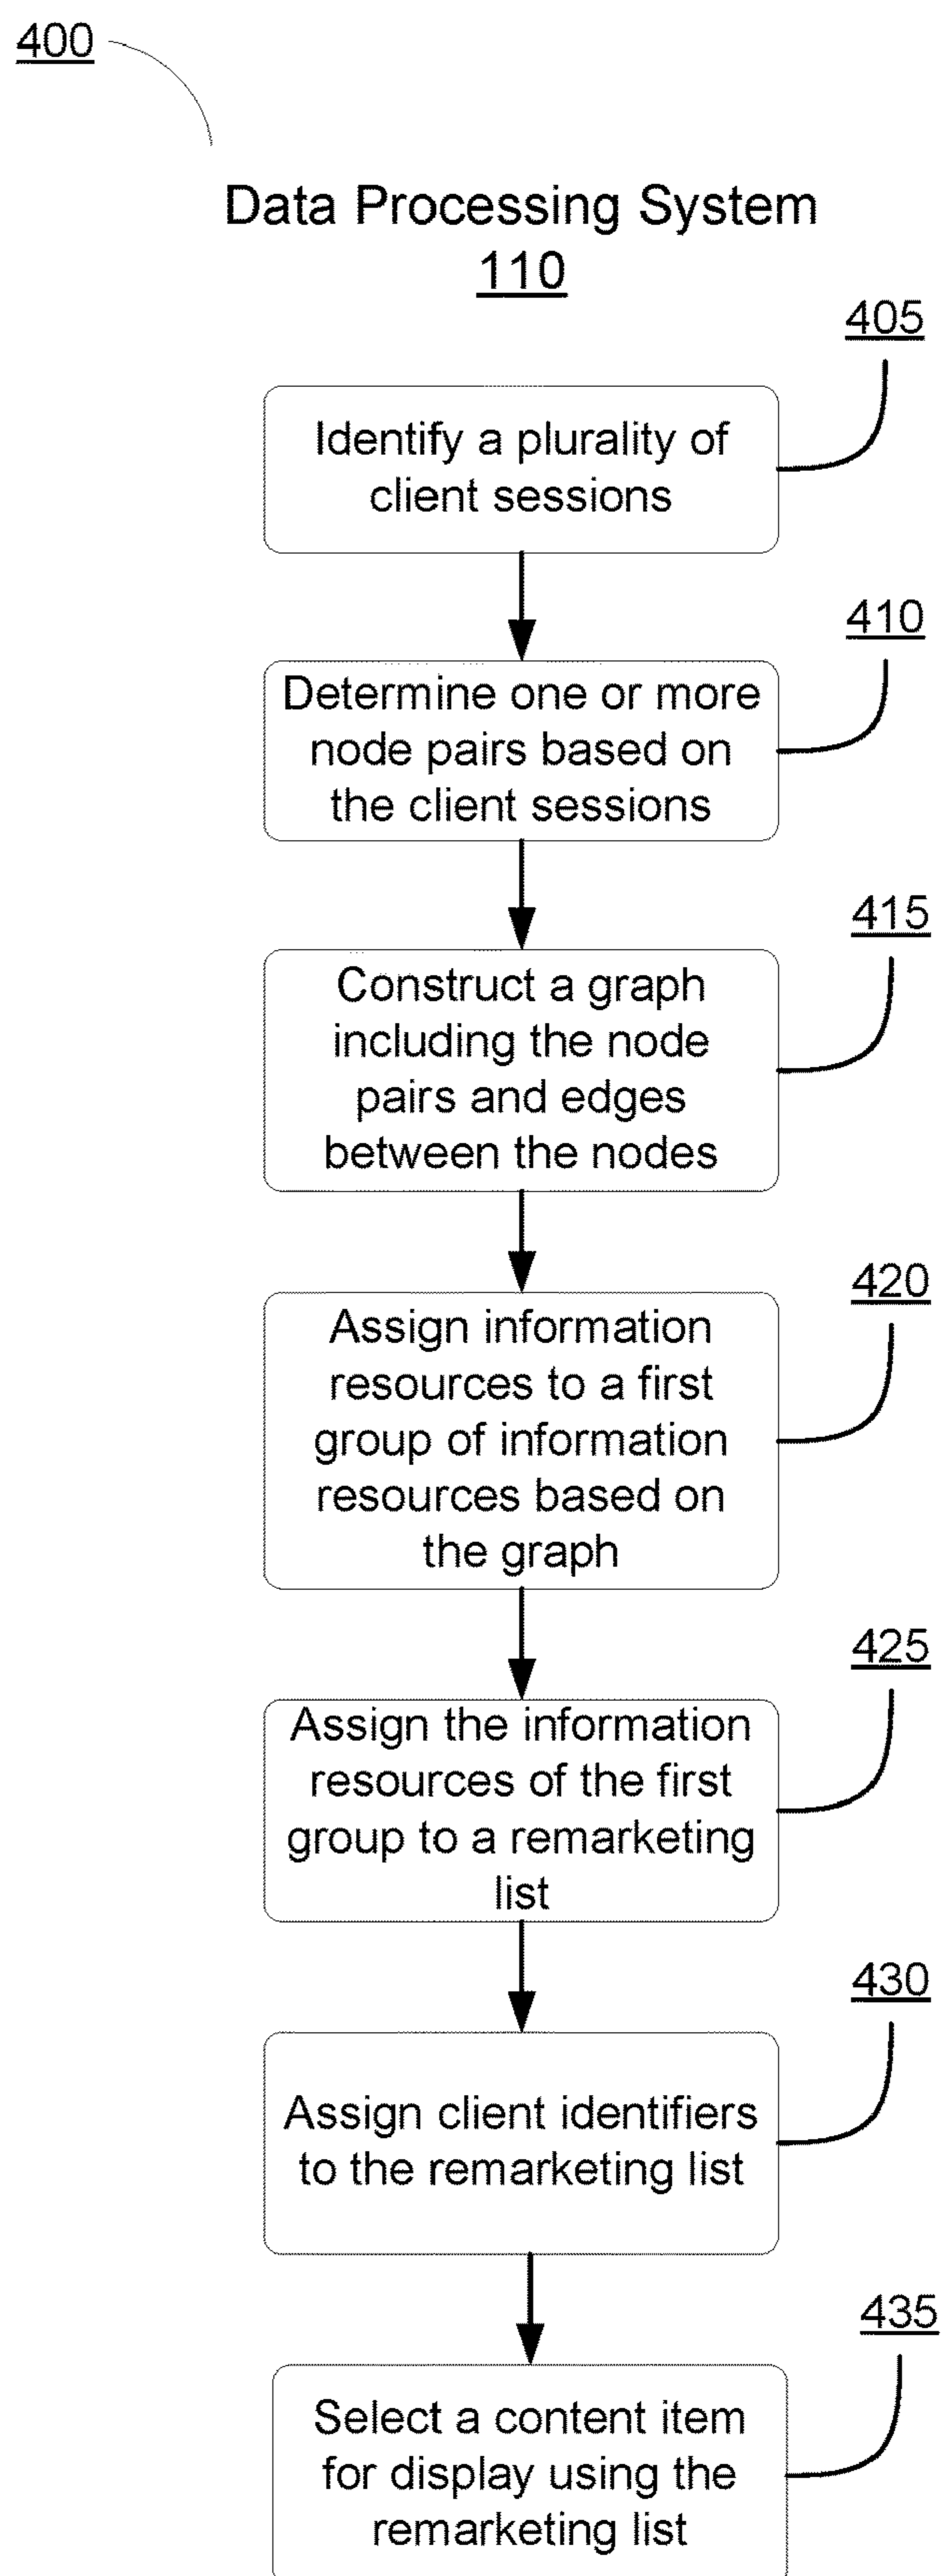 400
Data Processing System
110
405
Identify a plurality of
client sessions
410
Determine one or more
node pairs based on
the client sessions
415
Construct a graph
including the node
pairs and edges
between the nodes
420
Assign information
resources to a first
group of information
resources based on
the graph
425
Assign the information
resources of the first
group to a remarketing
list
430
Assign client identifiers
to the remarketing list
435
Select a content item
for display using the
remarketing list